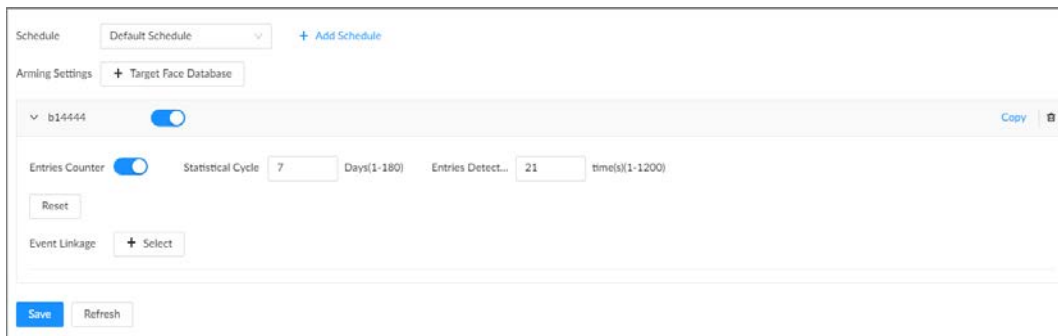 Schedule Default Schedule + Add Schedule
Arming Settings + Target Face Database
b14444 Copy
Entries Counter Statistical Cycle 7 Days(1-180) Entries Detect... 21 time(s)(1-1200)
Reset
Event Linkage + Select
Save Refresh